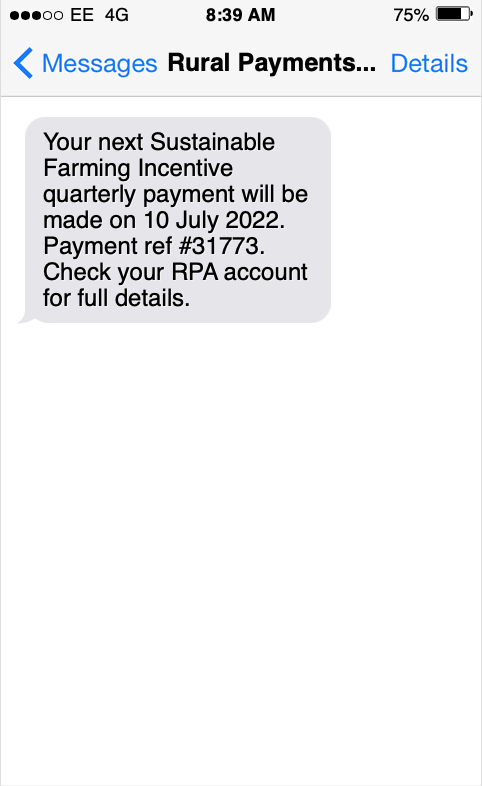 EE 4G 8:39 AM 75%
Messages Rural Payments... Details
Your next Sustainable
Farming Incentive
quarterly payment will be
made on 10 July 2022.
Payment ref #31773.
Check your RPA account
for full details.